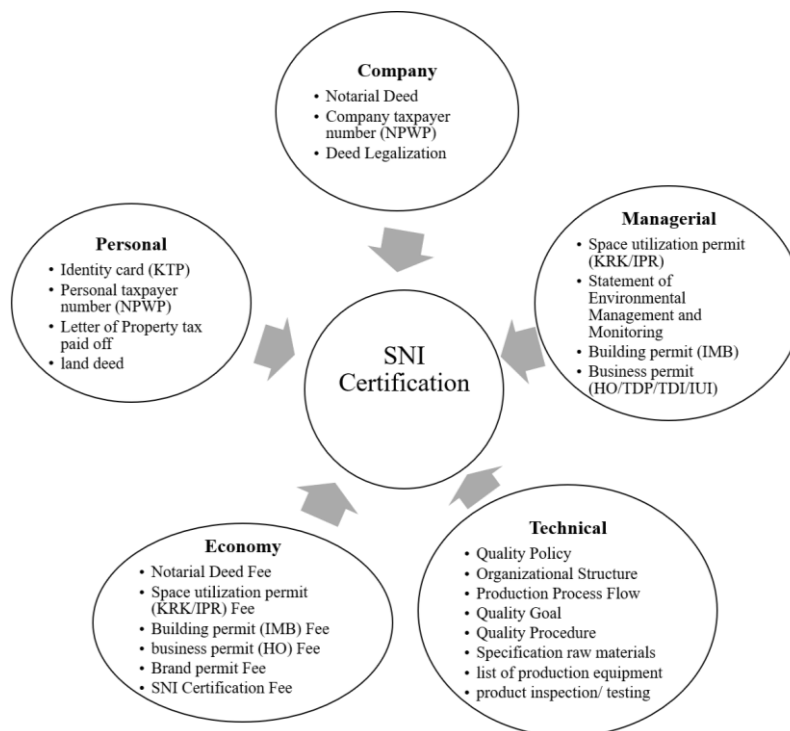 Company
• Notarial Deed
• Company taxpayer
number (NPWP)
• Deed Legalization
Personal
• Identity card (KTP)
• Personal taxpayer
number (NPWP)
• Letter of Property tax
paid off
• land deed
Managerial
• Space utilization permit
(KRK/IPR)
• Statement of
Environmental
Management and
Monitoring
• Building permit (IMB)
• Business permit
(HO/TDP/TDI/IUI)
SNI
Certification
Economy
• Notarial Deed Fee
• Space utilization permit
(KRK/IPR) Fee
• Building permit (IMB) Fee
• business permit (HO) Fee
• Brand permit Fee
• SNI Certification Fee
Technical
• Quality Policy
• Organizational Structure
• Production Process Flow
• Quality Goal
• Quality Procedure
• Specification raw materials
• list of production equipment
• product inspection/ testing